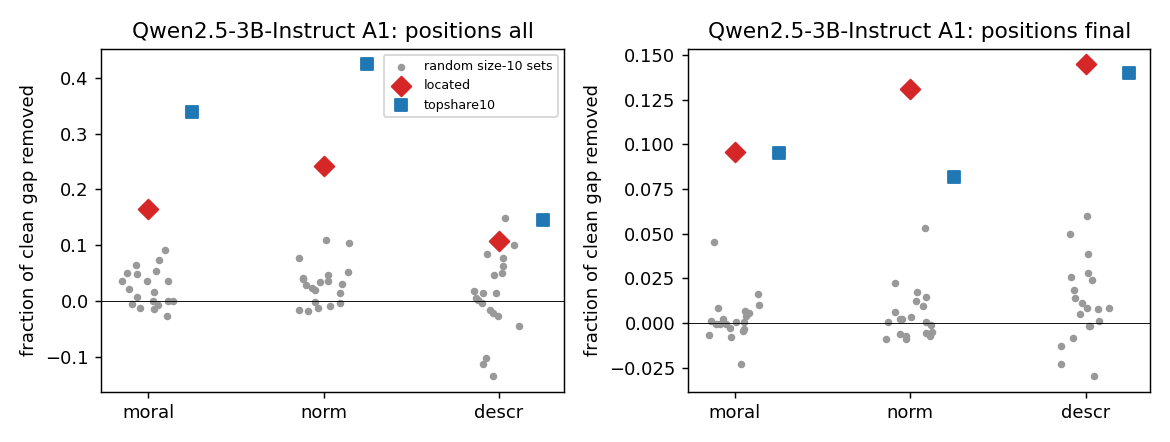 Qwen2.5-3B-Instruct A1: positions all
fraction of clean gap removed
0.4
0.3
0.2
0.1
0.0
−0.1
random size-10 sets
located
topshare10
moral norm descr
Qwen2.5-3B-Instruct A1: positions final
fraction of clean gap removed
0.150
0.125
0.100
0.075
0.050
0.025
0.000
−0.025
moral norm descr